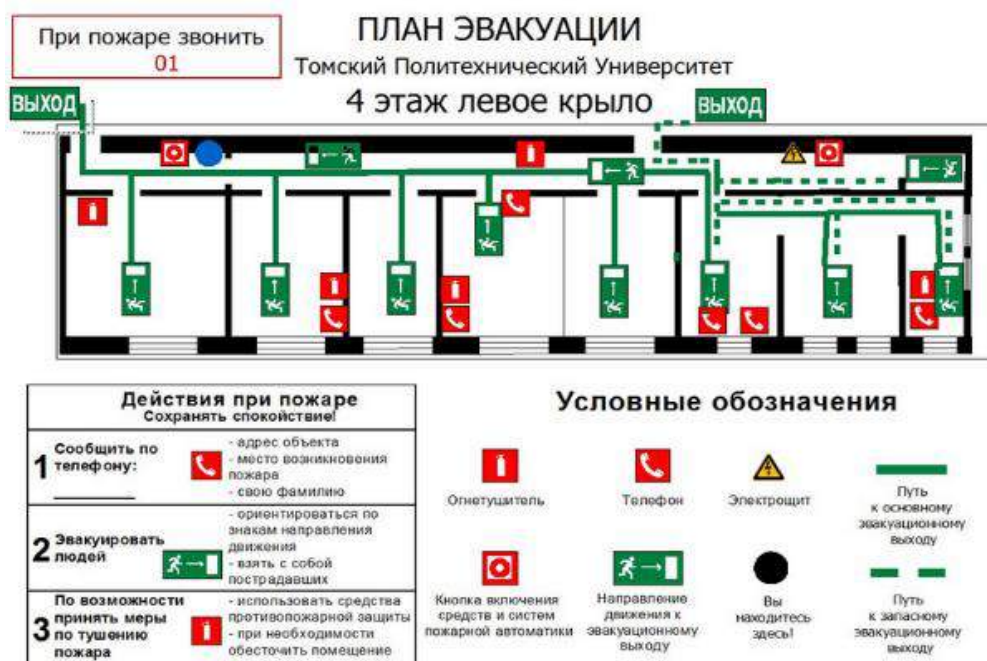 При пожаре звонить
01
ПЛАН ЭВАКУАЦИИ
Томский Политехнический Университет
4 этаж левое крыло
ВЫХОД
ВЫХОД
Действия при пожаре
Сохранять спокойствие!
1 Сообщить по
телефону:
- адрес объекта
- место возникновения
пожара
- свою фамилию
2 Эвакуировать
людей
- ориентироваться по
знакам направления
движения
- взять с собой
пострадавших
3 По возможности
принять меры
по тушению
пожара
- использовать средства
противопожарной защиты
- при необходимости
обесточить помещение
Условные обозначения
Огнетушитель
Телефон
Электрощит
Путь
к основному
эвакуационному
выходу
Кнопка включения
средств и систем
пожарной автоматики
Направление
движения к
эвакуационному
выходу
Вы
находитесь
здесь!
Путь
к запасному
эвакуационному
выходу